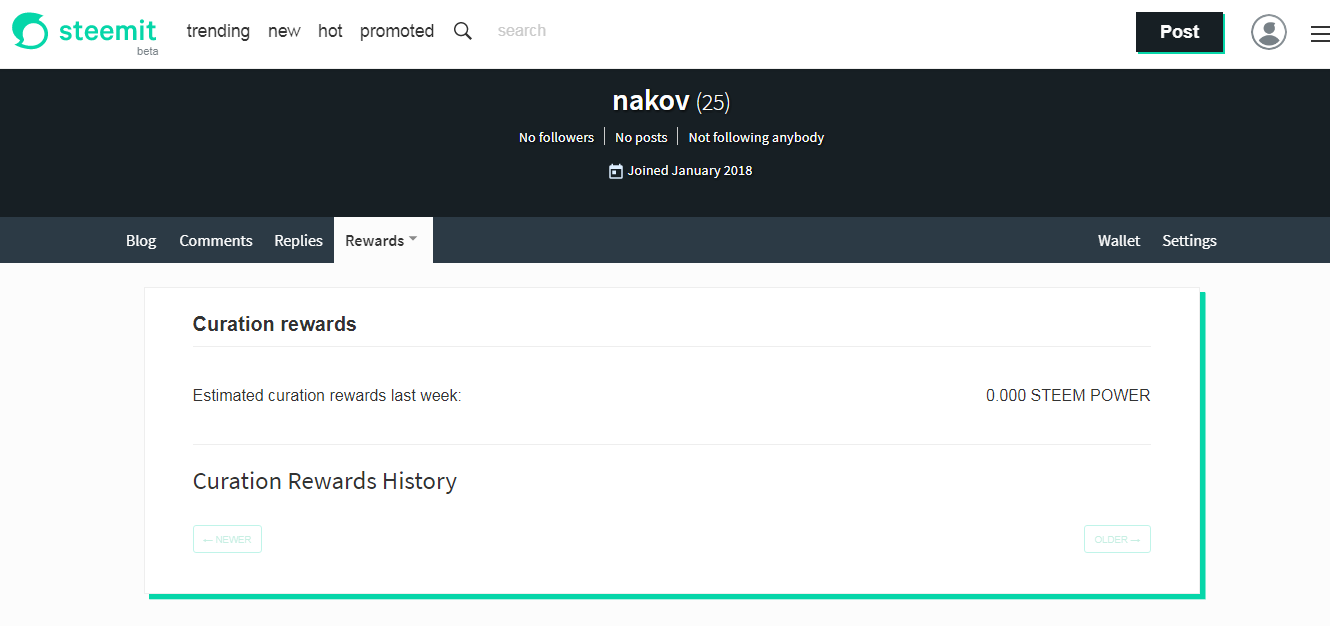 steemit
beta
trending new hot promoted search Post
nakov (25)
No followers No posts Not following anybody
Joined January 2018
Blog Comments Replies Rewards Wallet Settings
Curation rewards
Estimated curation rewards last week: 0.000 STEEM POWER
Curation Rewards History
← NEWER OLDER →